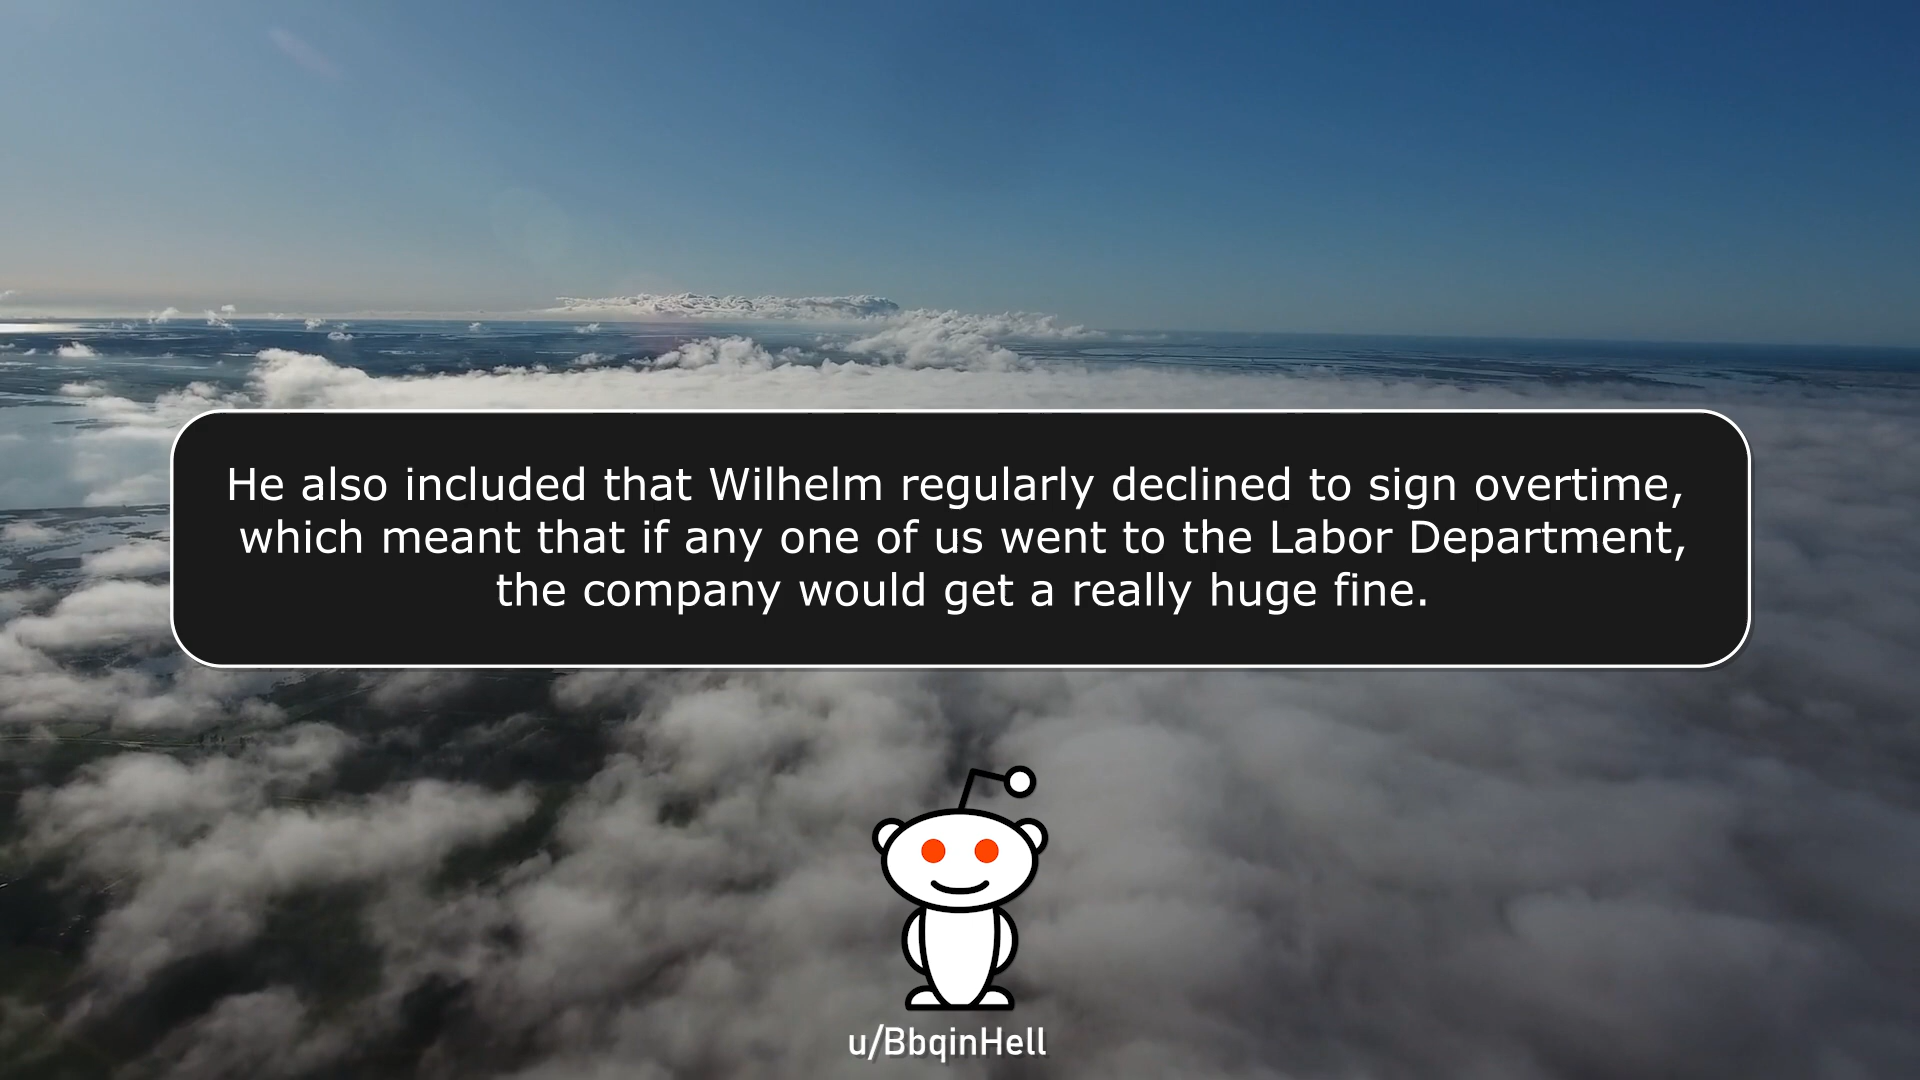 He also included that Wilhelm regularly declined to sign overtime,
which meant that if any one of us went to the Labor Department,
the company would get a really huge fine.
u/BbqinHell